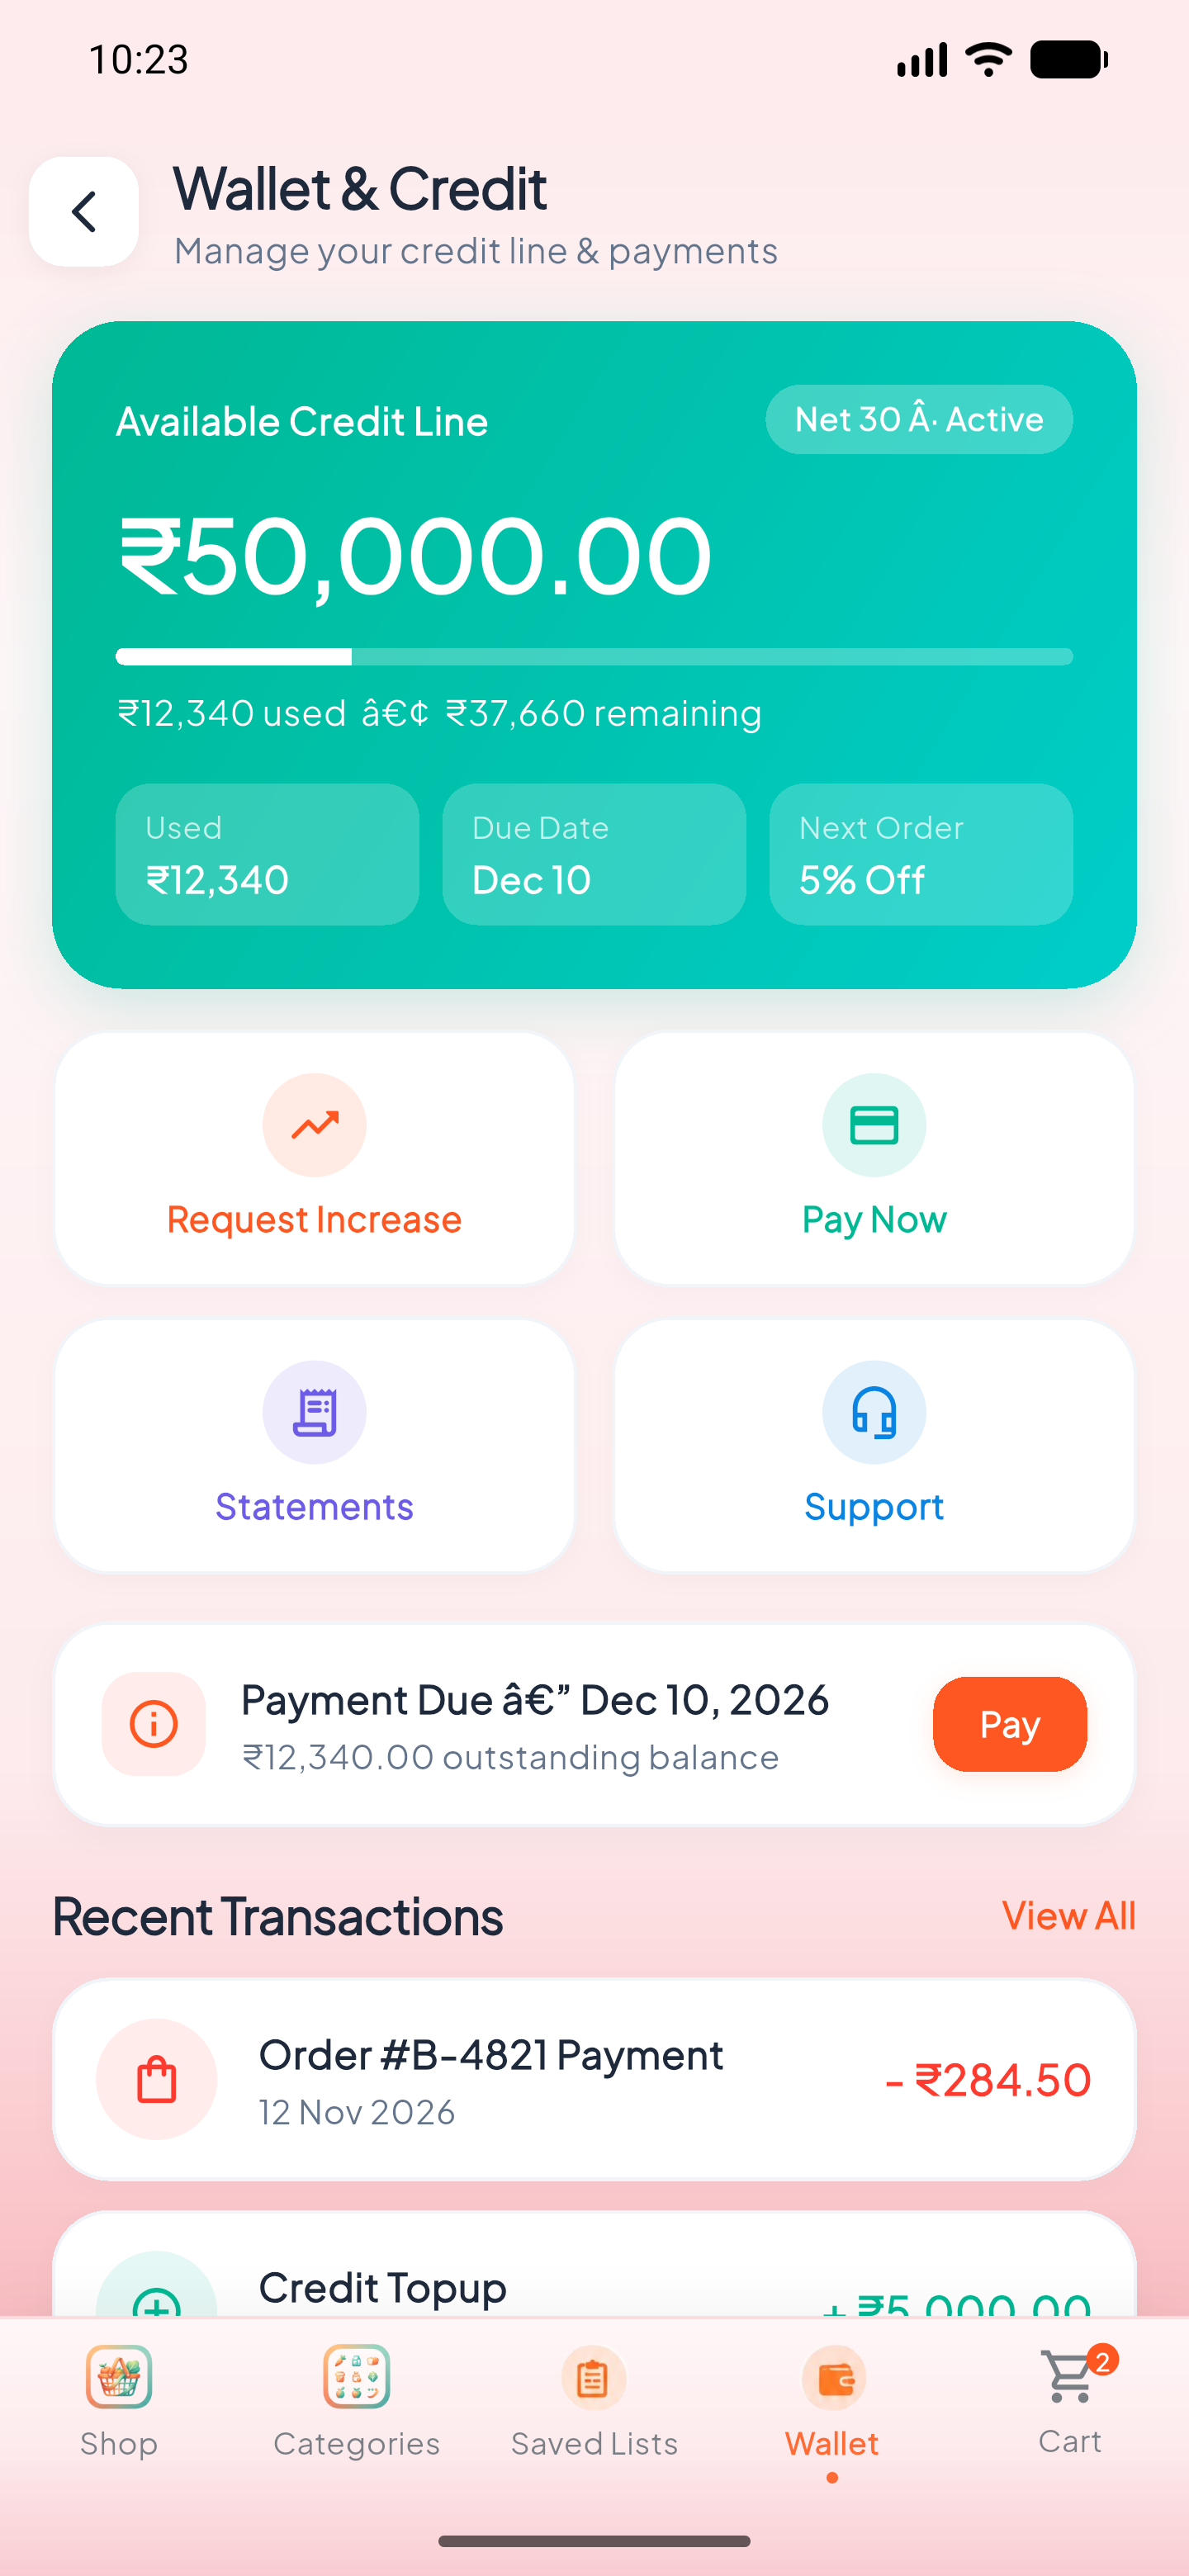 10:23
Wallet & Credit
Manage your credit line & payments
Available Credit Line
Net 30 Â· Active
₹50,000.00
₹12,340 used â€¢ ₹37,660 remaining
Used
₹12,340
Due Date
Dec 10
Next Order
5% Off
Request Increase
Pay Now
Statements
Support
Payment Due â€” Dec 10, 2026
₹12,340.00 outstanding balance
Pay
Recent Transactions
View All
Order #B-4821 Payment
12 Nov 2026
- ₹284.50
Credit Topup
+ ₹5,000.00
Shop
Categories
Saved Lists
Wallet
2
Cart